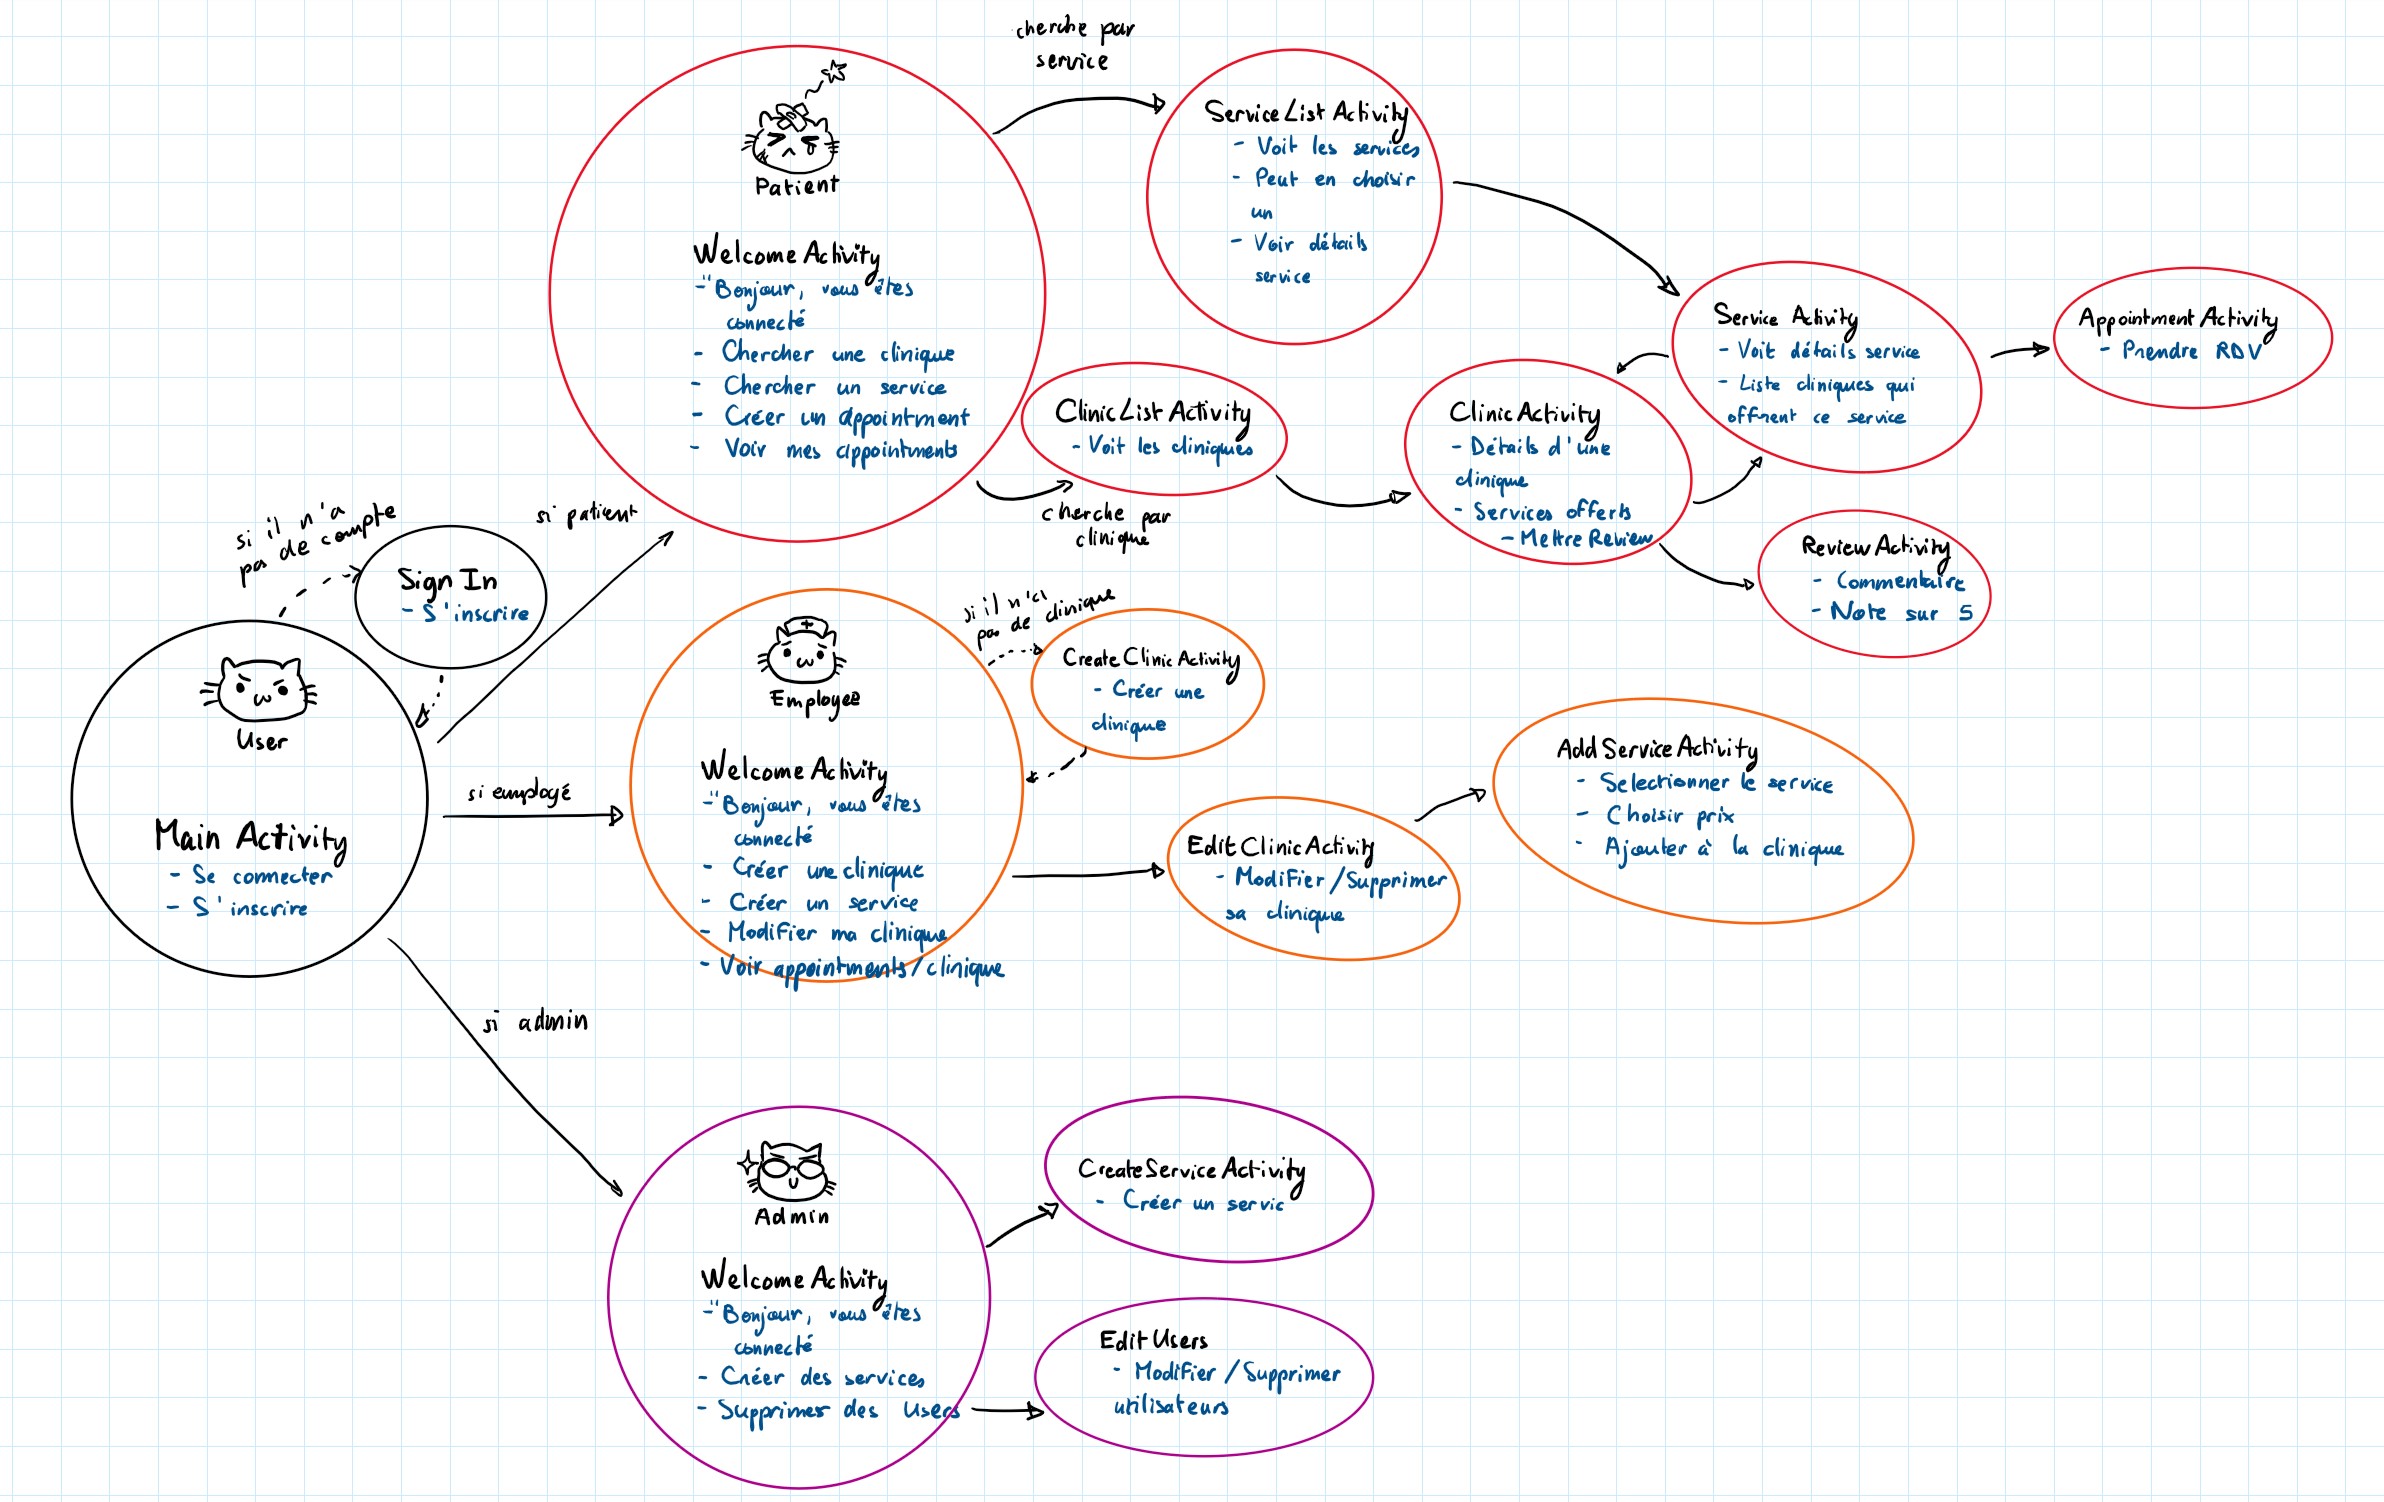 cherche par
service
Patient
Welcome Activity
-"Bonjour, vous êtes
connecté
- Chercher une clinique
- Chercher un service
- Créer un appointment
- Voir mes appointments
Service List Activity
- Voit les services
- Peut en choisir
un
- Voir détails
service
Service Activity
- Voit détails service
- Liste cliniques qui
offrent ce service
Appointment Activity
- Prendre RDV
Clinic List Activity
- Voit les cliniques
cherche par
clinique
Clinic Activity
- Détails d'une
clinique
- Services offerts
- Mettre Review
Review Activity
- Commentaire
- Note sur 5
si il n'a
pas de compte
Sign In
- S'inscrire
si patient
User
Main Activity
- Se connecter
- S'inscrire
si employé
Employee
Welcome Activity
-"Bonjour, vous êtes
connecté
- Créer une clinique
- Créer un service
- Modifier ma clinique
- Voir appointments/clinique
si il n'a
pas de clinique
Create Clinic Activity
- Créer une
clinique
Edit Clinic Activity
- Modifier/Supprimer
sa clinique
Add Service Activity
- Selectionner le service
- Choisir prix
- Ajouter à la clinique
si admin
Admin
Welcome Activity
-"Bonjour, vous êtes
connecté
- Créer des services
- Supprimer des Users
Create Service Activity
- Créer un servic
Edit Users
- Modifier/Supprimer
utilisateurs